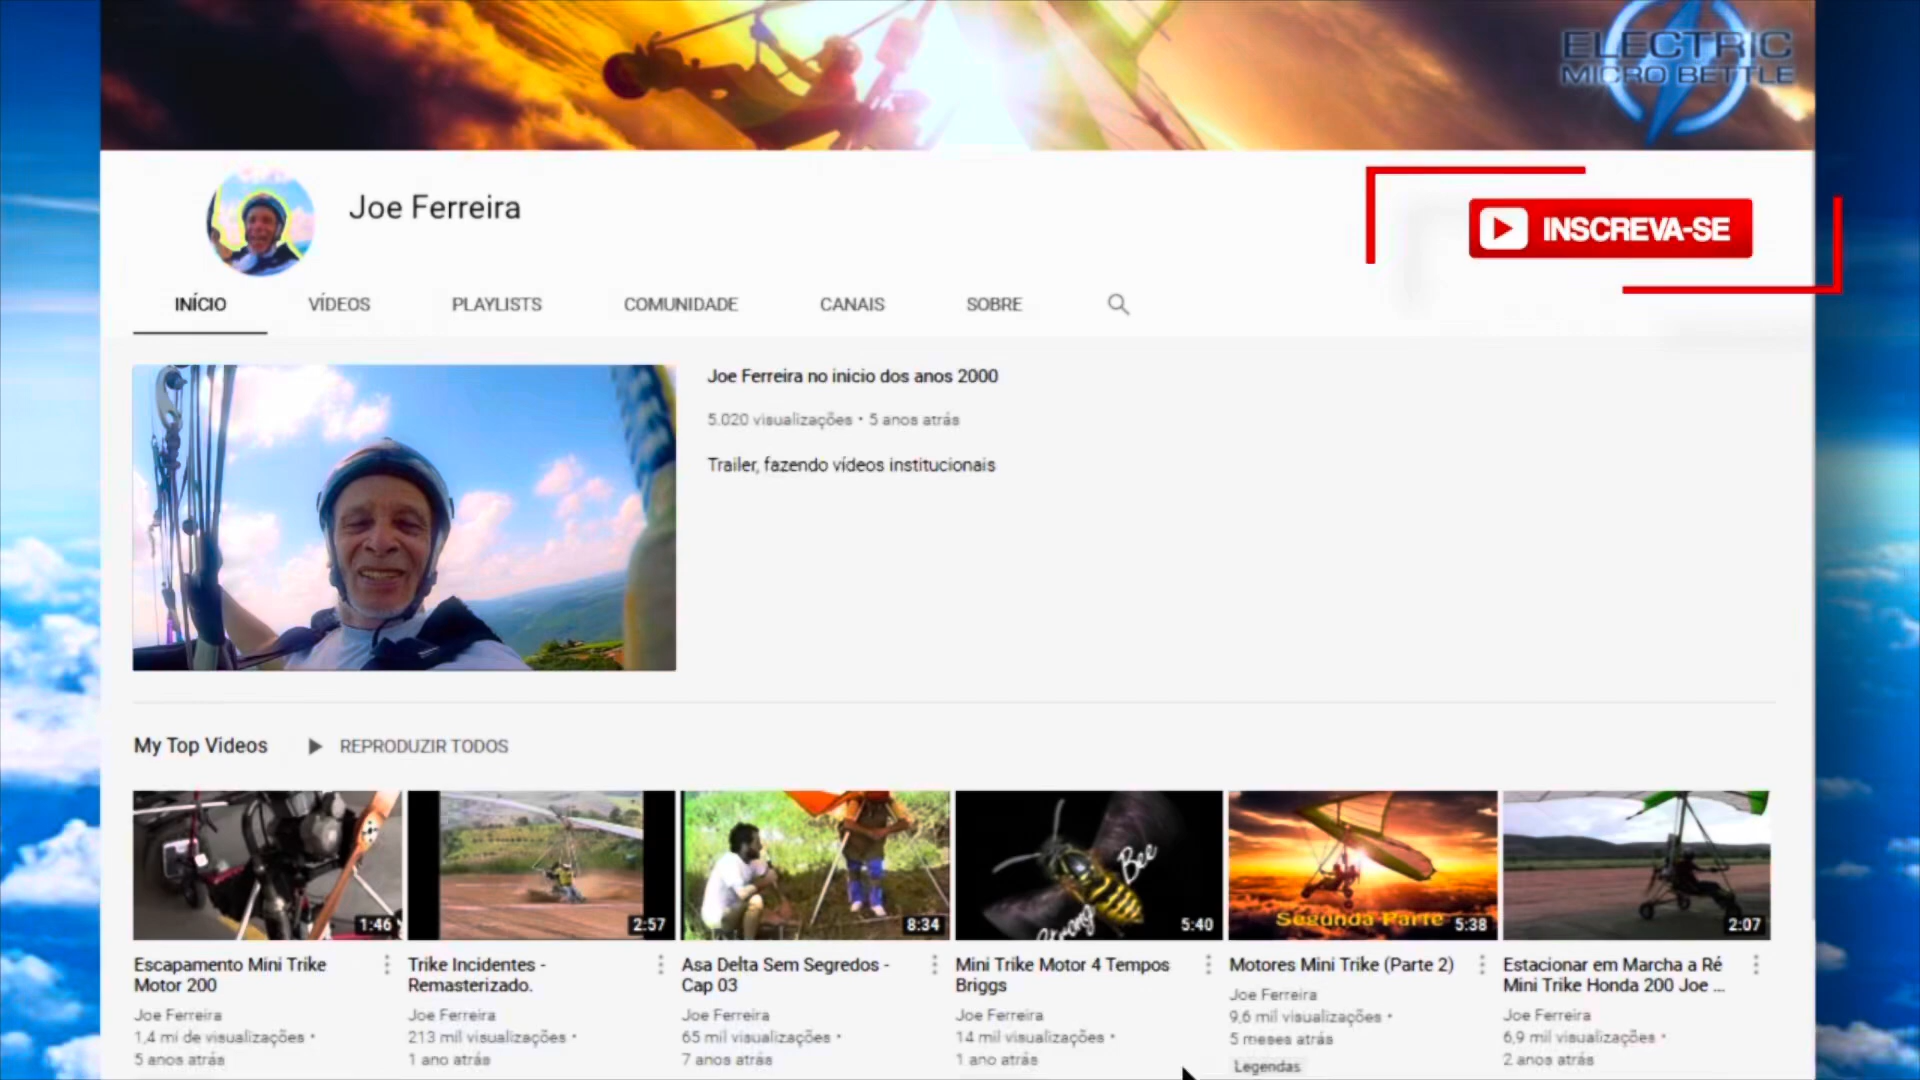 ELECTRIC
MICRO BETTLE
Joe Ferreira
INSCREVA-SE
INÍCIO VÍDEOS PLAYLISTS COMUNIDADE CANAIS SOBRE
Joe Ferreira no inicio dos anos 2000
5.020 visualizações • 5 anos atrás
Trailer, fazendo vídeos institucionais
My Top Videos REPRODUZIR TODOS
Bee
Strong
Segunda Parte
1:46 2:57 8:34 5:40 5:38 2:07
Escapamento Mini Trike
Motor 200
Joe Ferreira
1,4 mi de visualizações •
5 anos atrás
Trike Incidentes -
Remasterizado.
Joe Ferreira
213 mil visualizações •
1 ano atrás
Asa Delta Sem Segredos -
Cap 03
Joe Ferreira
65 mil visualizações •
7 anos atrás
Mini Trike Motor 4 Tempos
Briggs
Joe Ferreira
14 mil visualizações •
1 ano atrás
Motores Mini Trike (Parte 2)
Joe Ferreira
9,6 mil visualizações •
5 meses atrás
Legendas
Estacionar em Marcha a Ré
Mini Trike Honda 200 Joe ...
Joe Ferreira
6,9 mil visualizações •
2 anos atrás